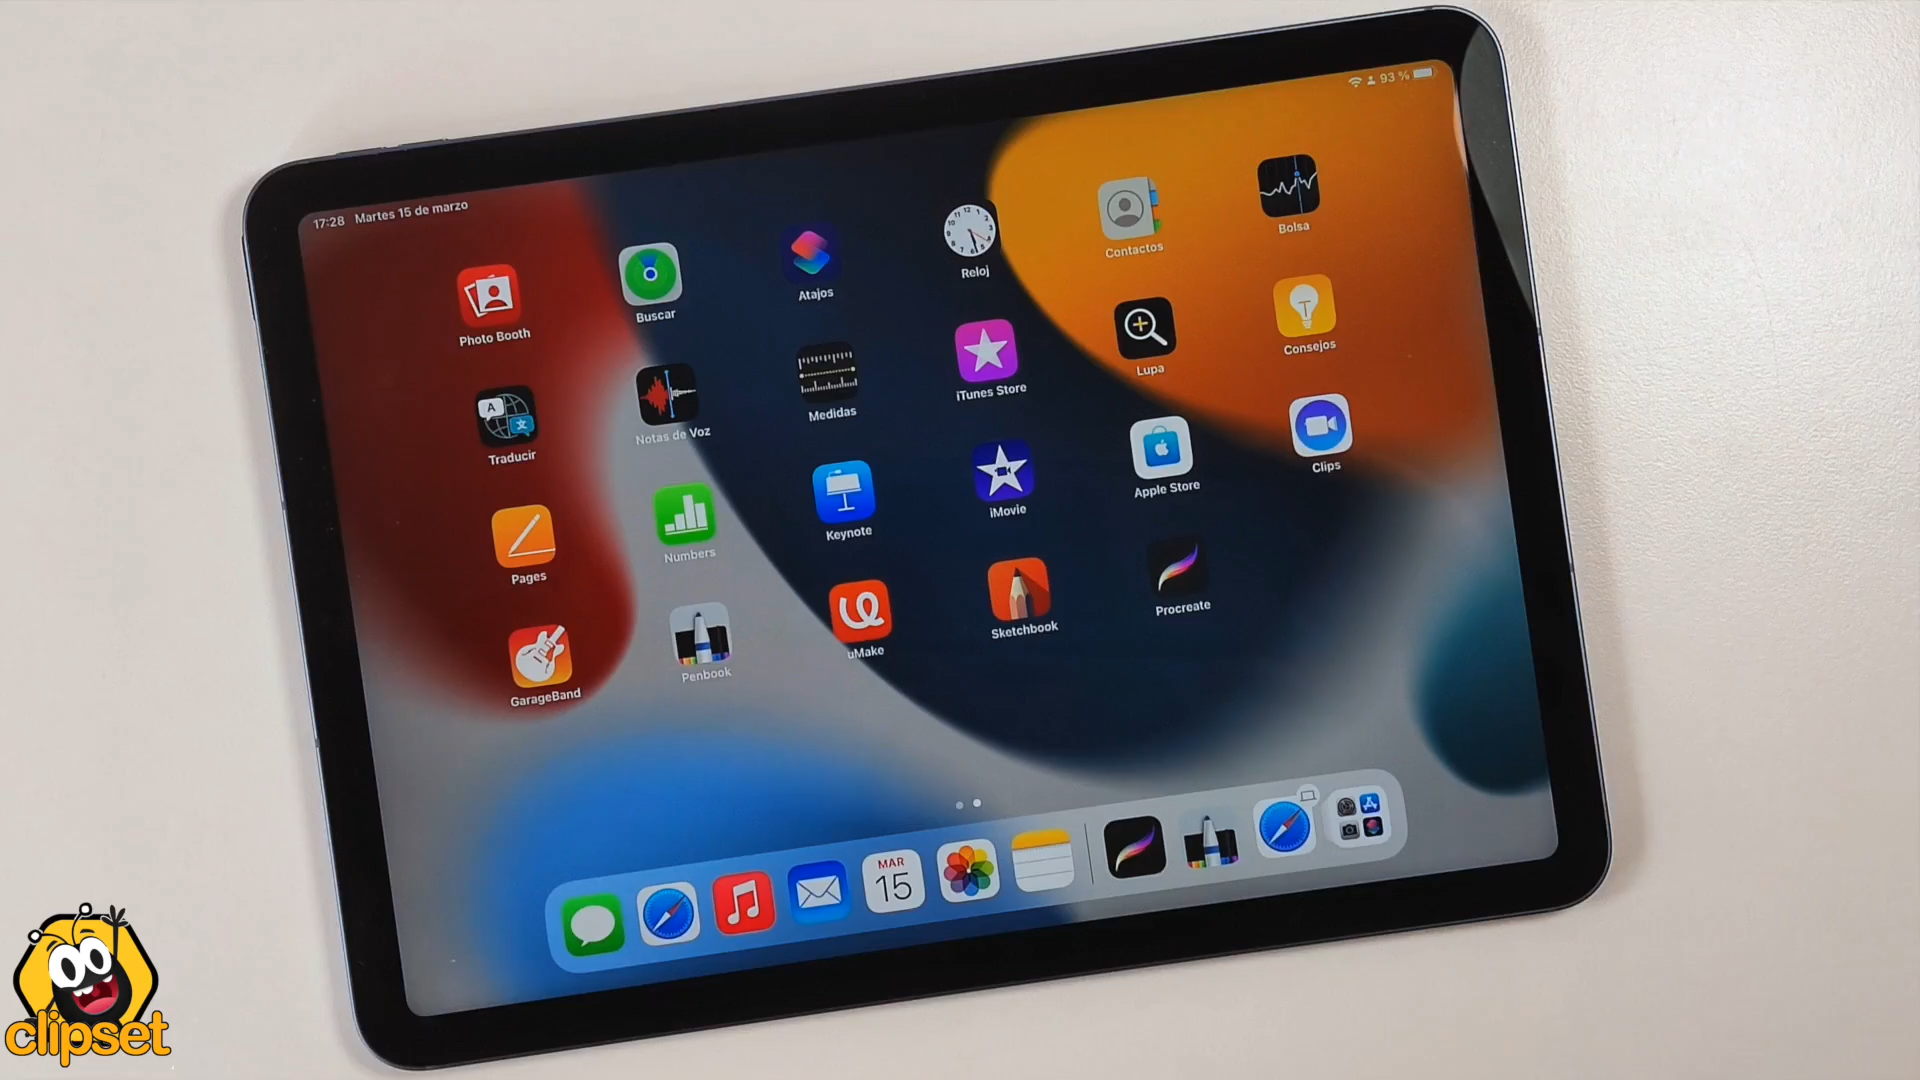 17:28 Martes 15 de marzo
93 %
Photo Booth
Buscar
Atajos
Reloj
Contactos
Bolsa
Traducir
Notas de Voz
Medidas
iTunes Store
Lupa
Consejos
Pages
Numbers
Keynote
iMovie
Apple Store
Clips
GarageBand
Penbook
uMake
Sketchbook
Procreate
MAR
15
clipset